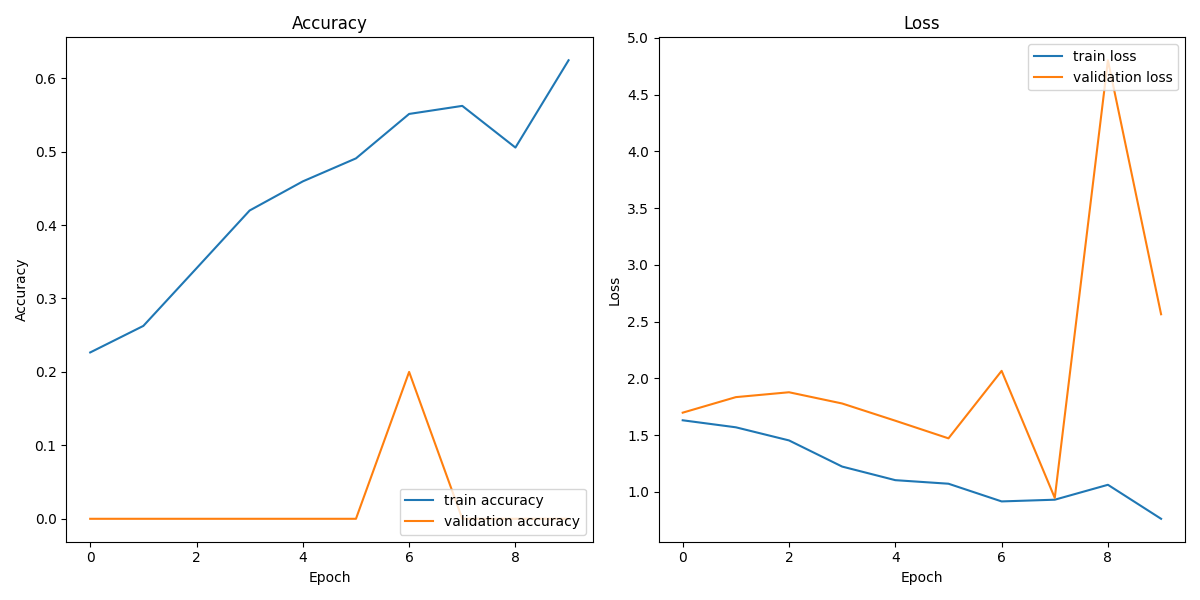 Accuracy
0.6
0.5
0.4
0.3
0.2
0.1
0.0
Accuracy
0 2 4 6 8
Epoch
train accuracy
validation accuracy
Loss
5.0
4.5
4.0
3.5
3.0
2.5
2.0
1.5
1.0
Loss
0 2 4 6 8
Epoch
train loss
validation loss